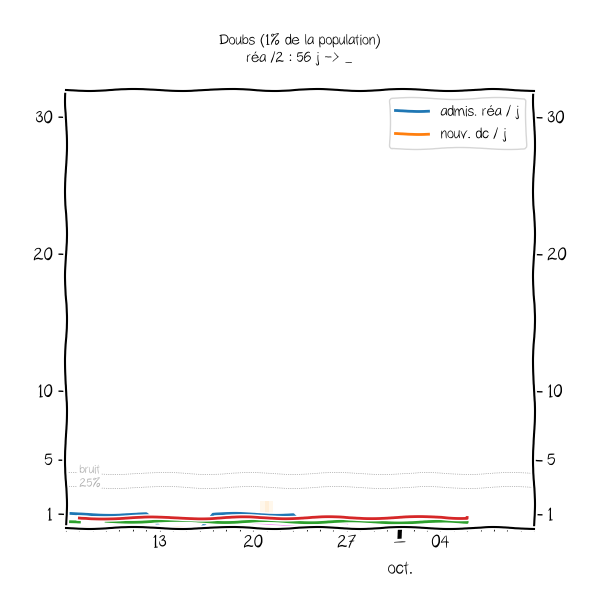 Doubs (1% de la population)
réa /2 : 56 j -> _
admis. réa / j
nouv. dc / j
30
30
20
20
10
10
5
5
bruit
25%
1
1
13
20
27
04
oct.